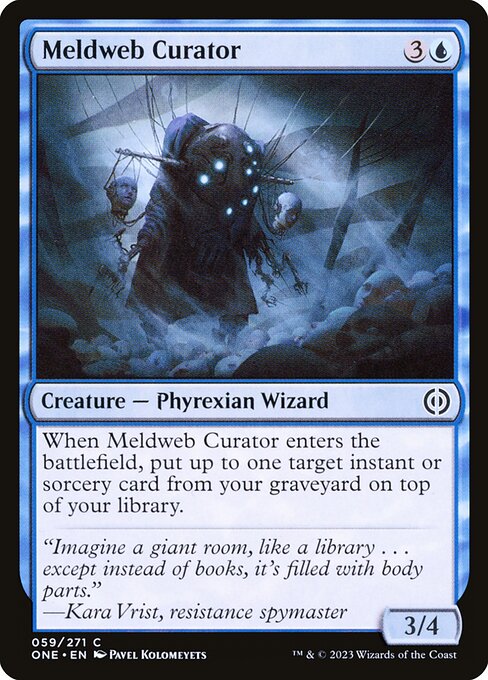 Meldweb Curator 3
Creature — Phyrexian Wizard
When Meldweb Curator enters the
battlefield, put up to one target instant or
sorcery card from your graveyard on top
of your library.
“Imagine a giant room, like a library . . .
except instead of books, it’s filled with body
parts.”
—Kara Vrist, resistance spymaster
3/4
059/271 C
ONE • EN Pavel Kolomeyets
™ & © 2023 Wizards of the Coast